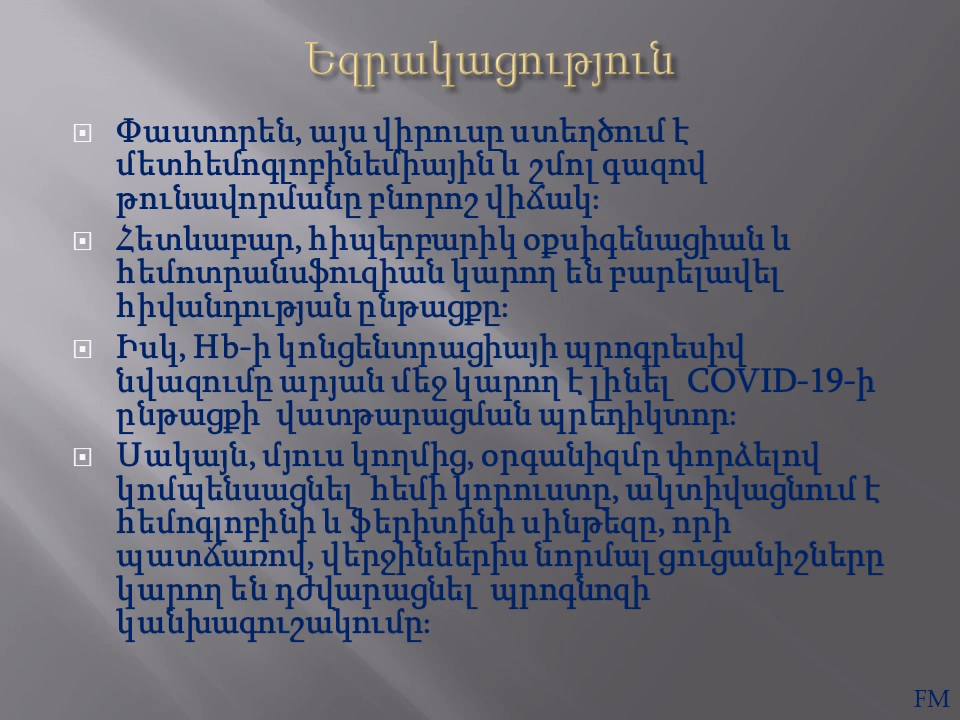 Եզրակացություն
Փաստորեն, այս վիրուսը ստեղծում է
մետհեմոգլոբինեմիային և շմոլ գազով
թունավորմանը բնորոշ վիճակ։
Հետևաբար, հիպերբարիկ օքսիգենացիան և
հեմոտրանսֆուզիան կարող են բարելավել
հիվանդության ընթացքը։
Իսկ, Hb-ի կոնցենտրացիայի պրոգրեսիվ
նվազումը արյան մեջ կարող է լինել COVID-19-ի
ընթացքի վատթարացման պրեդիկտոր։
Սակայն, մյուս կողմից, օրգանիզմը փորձելով
կոմպենսացնել հեմի կորուստը, ակտիվացնում է
հեմոգլոբինի և ֆերիտինի սինթեզը, որի
պատճառով, վերջիններիս նորմալ ցուցանիշները
կարող են դժվարացնել պրոգնոզի
կանխագուշակումը։
FM